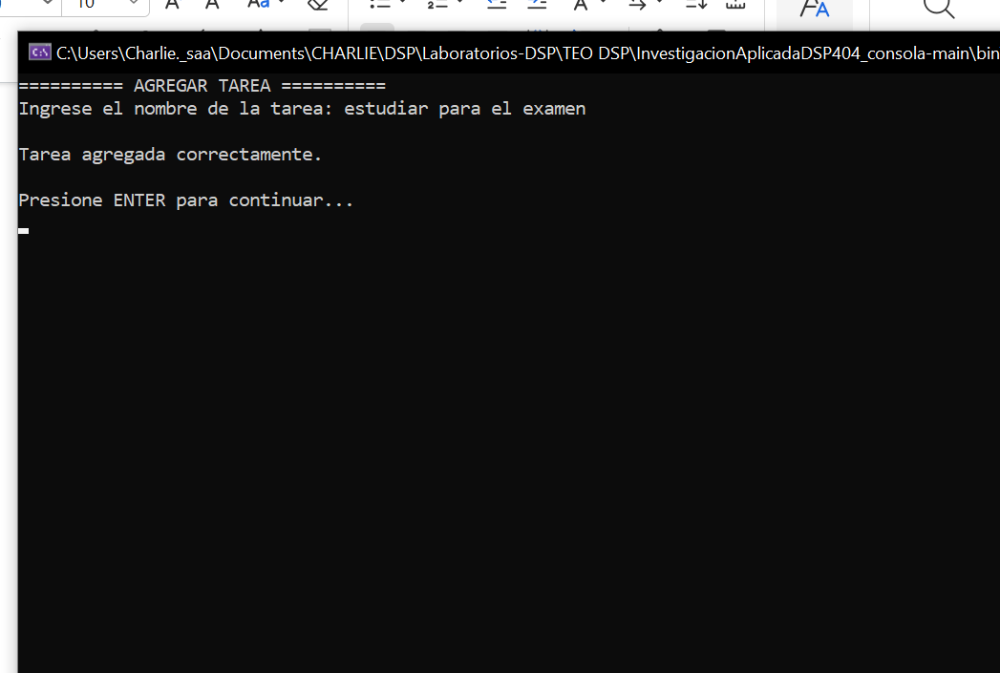 10 A A Aa
C:\Users\Charlie._saa\Documents\CHARLIE\DSP\Laboratorios-DSP\TEO DSP\InvestigacionAplicadaDSP404_consola-main\bin
========== AGREGAR TAREA ==========
Ingrese el nombre de la tarea: estudiar para el examen
Tarea agregada correctamente.
Presione ENTER para continuar...